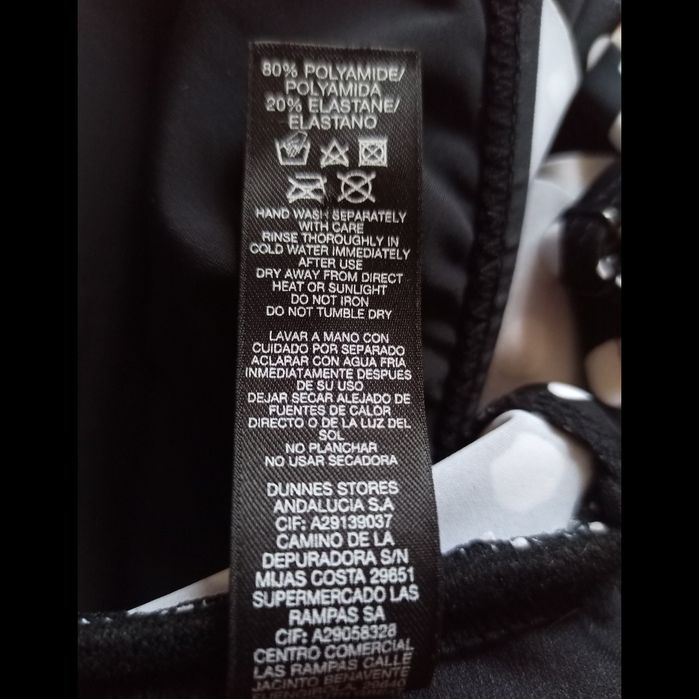 80% POLYAMIDE/
POLYAMIDA
20% ELASTANE/
ELASTANO
HAND WASH SEPARATELY
WITH CARE
RINSE THOROUGHLY IN
COLD WATER IMMEDIATELY
AFTER USE
DRY AWAY FROM DIRECT
HEAT OR SUNLIGHT
DO NOT IRON
DO NOT TUMBLE DRY
LAVAR A MANO CON
CUIDADO POR SEPARADO
ACLARAR CON AGUA FRIA
INMEDIATAMENTE DESPUES
DE SU USO
DEJAR SECAR ALEJADO DE
FUENTES DE CALOR
DIRECTO O DE LA LUZ DEL
SOL
NO PLANCHAR
NO USAR SECADORA
DUNNES STORES
ANDALUCIA S.A
CIF: A29139037
CAMINO DE LA
DEPURADORA S/N
MIJAS COSTA 29651
SUPERMERCADO LAS
RAMPAS SA
CIF: A29058328
CENTRO COMERCIAL
LAS RAMPAS CALLE
JACINTO BENAVENTE